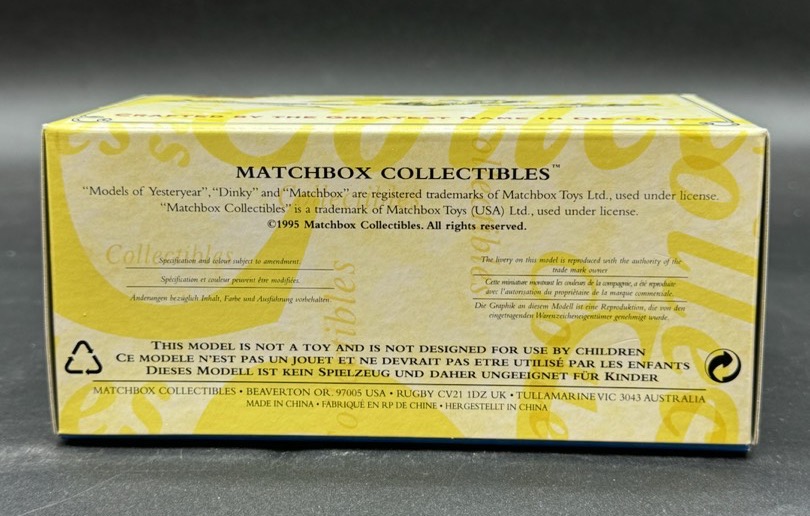 CRAFTED BY THE GREATEST NAME IN DIE-CAST
MATCHBOX COLLECTIBLES™
"Models of Yesteryear", "Dinky" and "Matchbox" are registered trademarks of Matchbox Toys Ltd., used under license.
"Matchbox Collectibles" is a trademark of Matchbox Toys (USA) Ltd., used under license.
©1995 Matchbox Collectibles. All rights reserved.
Collectibles
Specification and colour subject to amendment.
Spécification et couleur peuvent être modifiées.
Änderungen bezüglich Inhalt, Farbe und Ausführung vorbehalten.
The livery on this model is reproduced with the authority of the
trade mark owner
Cette miniature montrant les couleurs de la compagnie, a été reproduite
avec l'autorisation du propriétaire de la marque commerciale.
Die Graphik an diesem Modell ist eine Reproduktion, die von den
eingetragenden Warenzeicheneigentümer genehmigt wurde.
THIS MODEL IS NOT A TOY AND IS NOT DESIGNED FOR USE BY CHILDREN
CE MODELE N'EST PAS UN JOUET ET NE DEVRAIT PAS ETRE UTILISÉ PAR LES ENFANTS
DIESES MODELL IST KEIN SPIELZEUG UND DAHER UNGEEIGNET FÜR KINDER
MATCHBOX COLLECTIBLES • BEAVERTON OR. 97005 USA • RUGBY CV21 1DZ UK • TULLAMARINE VIC 3043 AUSTRALIA
MADE IN CHINA • FABRIQUÉ EN RP DE CHINE • HERGESTELLT IN CHINA